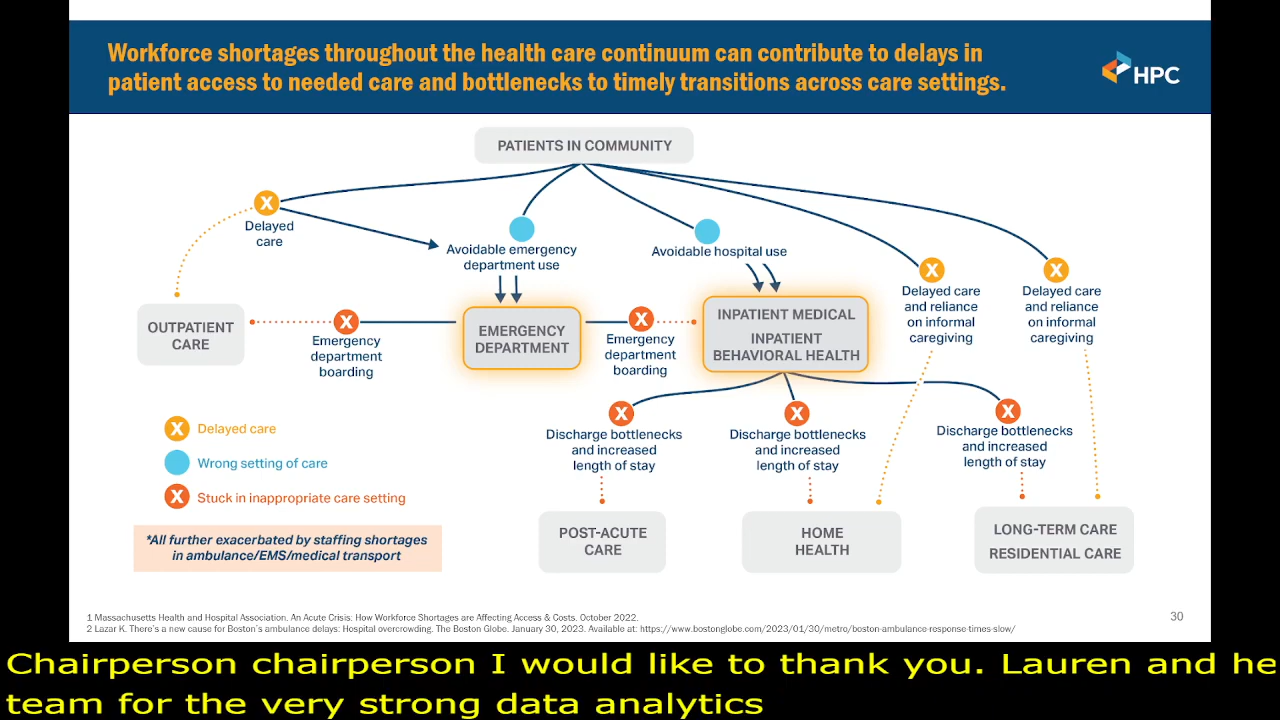 Workforce shortages throughout the health care continuum can contribute to delays in
patient access to needed care and bottlenecks to timely transitions across care settings.
HPC
PATIENTS IN COMMUNITY
X
Delayed
care
Avoidable emergency
department use
Avoidable hospital use
X
Delayed care
and reliance
on informal
caregiving
X
Delayed care
and reliance
on informal
caregiving
OUTPATIENT
CARE
X
Emergency
department
boarding
EMERGENCY
DEPARTMENT
X
Emergency
department
boarding
INPATIENT MEDICAL
INPATIENT
BEHAVIORAL HEALTH
X
Discharge bottlenecks
and increased
length of stay
X
Discharge bottlenecks
and increased
length of stay
X
Discharge bottlenecks
and increased
length of stay
X Delayed care
Wrong setting of care
X Stuck in inappropriate care setting
*All further exacerbated by staffing shortages
in ambulance/EMS/medical transport
POST-ACUTE
CARE
HOME
HEALTH
LONG-TERM CARE
RESIDENTIAL CARE
1 Massachusetts Health and Hospital Association. An Acute Crisis: How Workforce Shortages are Affecting Access & Costs. October 2022.
2 Lazar K. There's a new cause for Boston's ambulance delays: Hospital overcrowding. The Boston Globe. January 30, 2023. Available at: https://www.bostonglobe.com/2023/01/30/metro/boston-ambulance-response-times-slow/
30
Chairperson chairperson I would like to thank you. Lauren and he
team for the very strong data analytics